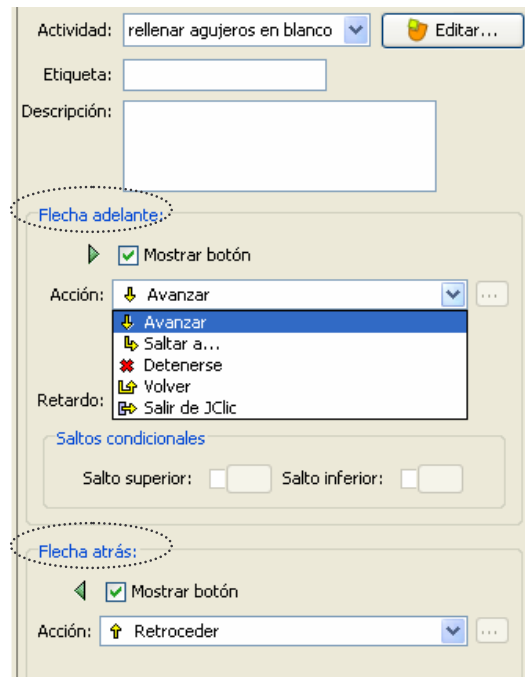 Actividad: rellenar agujeros en blanco Editar...
Etiqueta:
Descripción:
Flecha adelante:
Mostrar botón
Acción: Avanzar ...
Avanzar
Saltar a...
Detenerse
Volver
Retardo: Salir de JClic
Saltos condicionales
Salto superior: Salto inferior:
Flecha atrás:
Mostrar botón
Acción: Retroceder ...